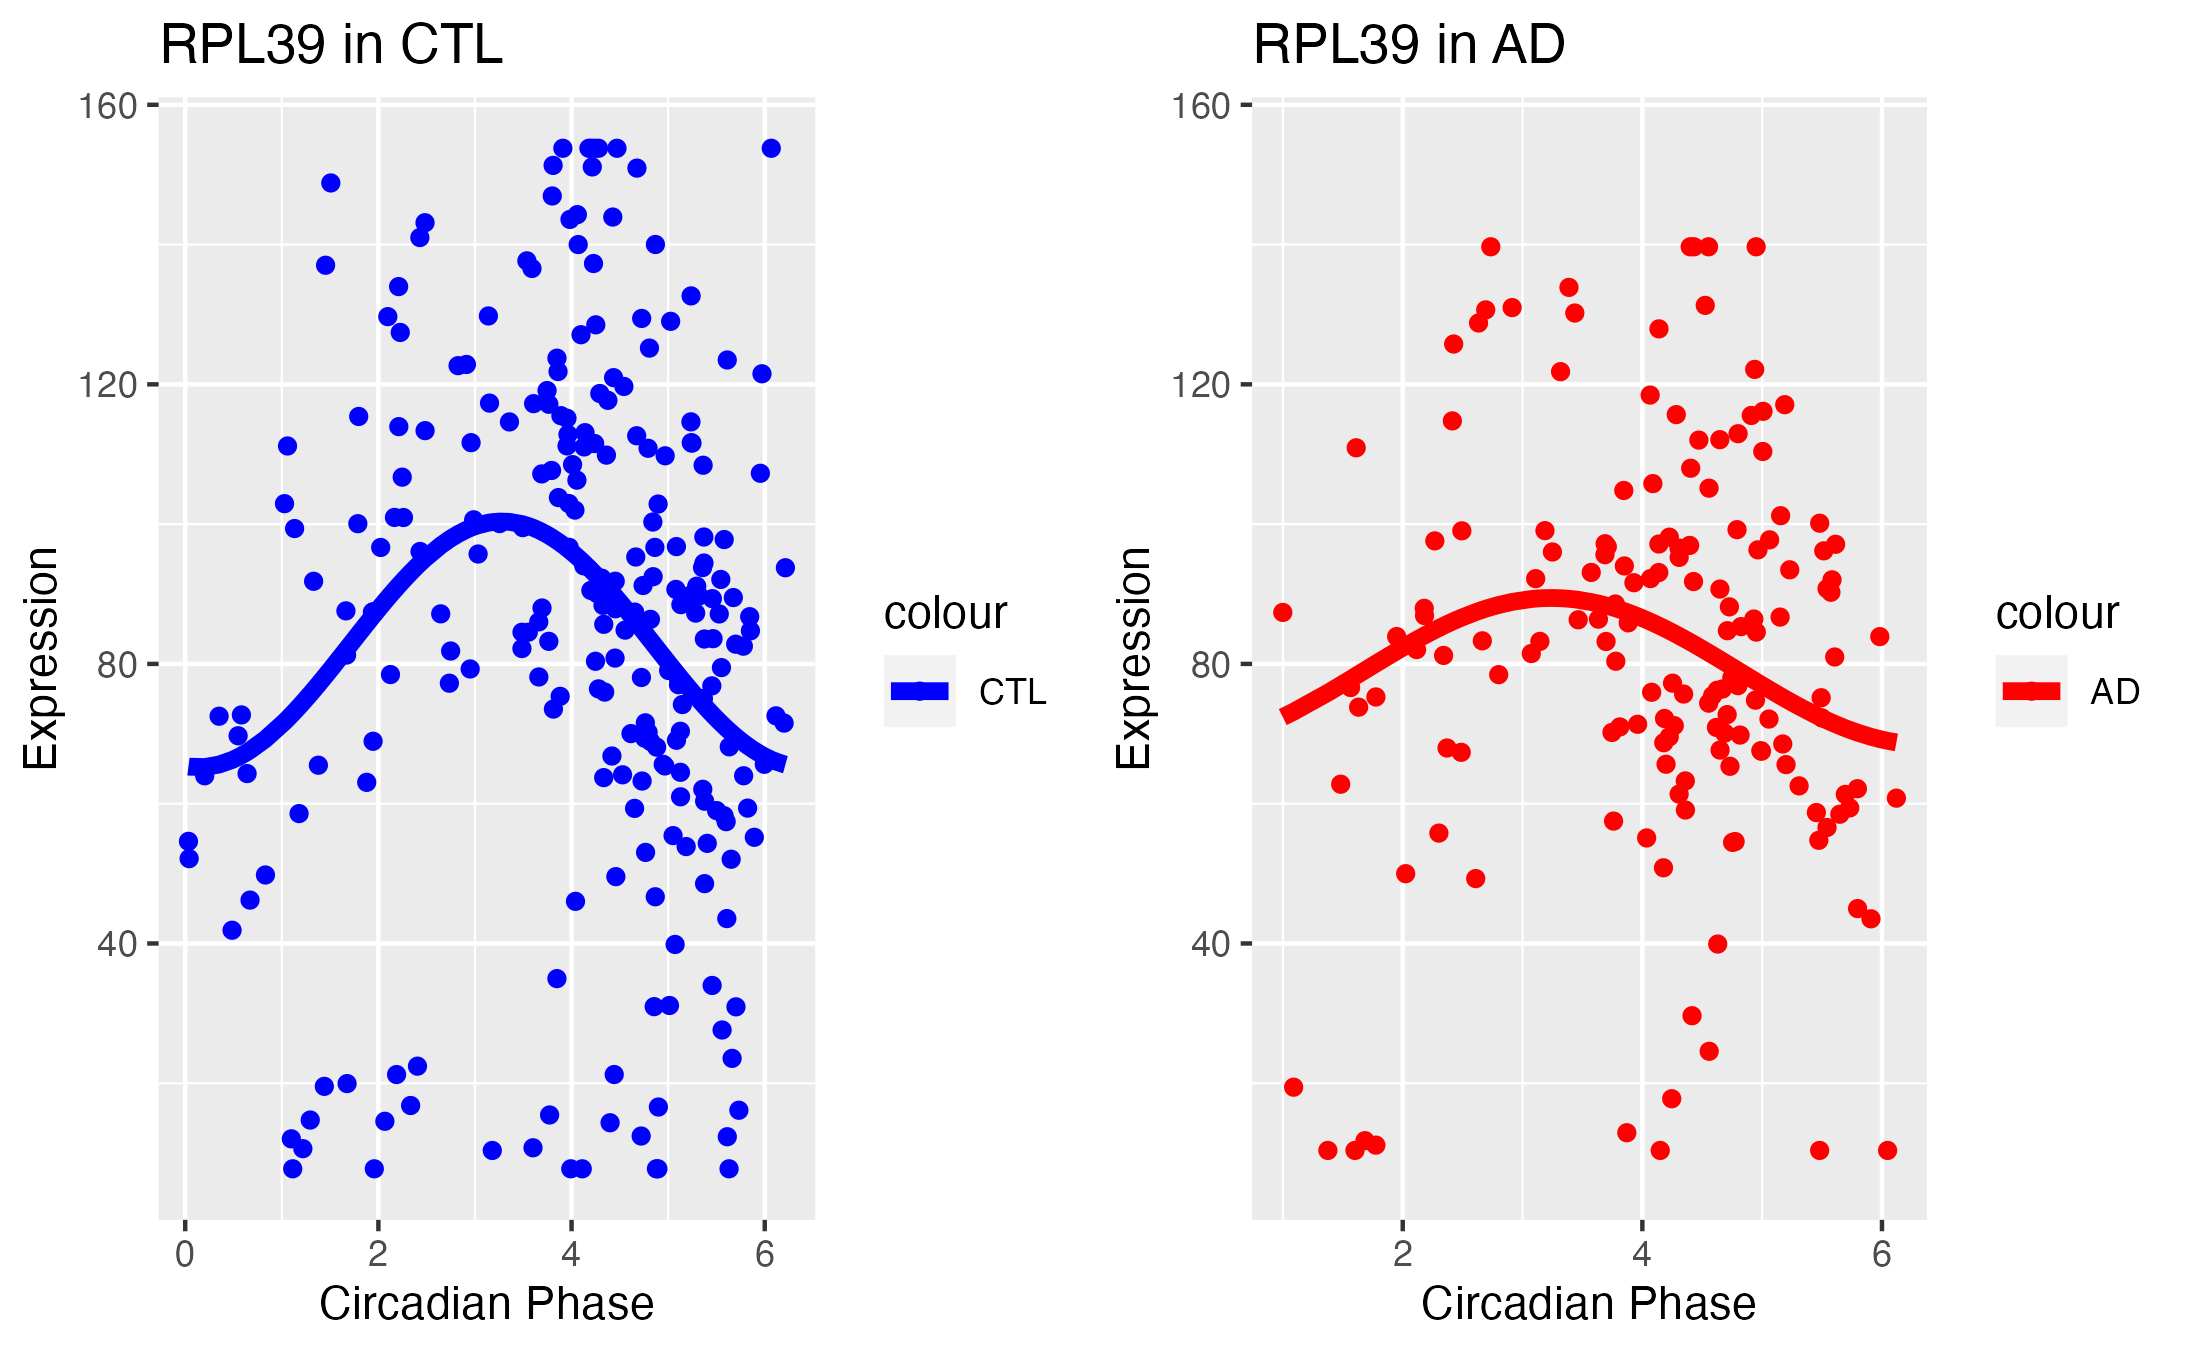 RPL39 in CTL
160
120
80
40
Expression
0 2 4 6
Circadian Phase
colour
CTL
RPL39 in AD
160
120
80
40
Expression
2 4 6
Circadian Phase
colour
AD